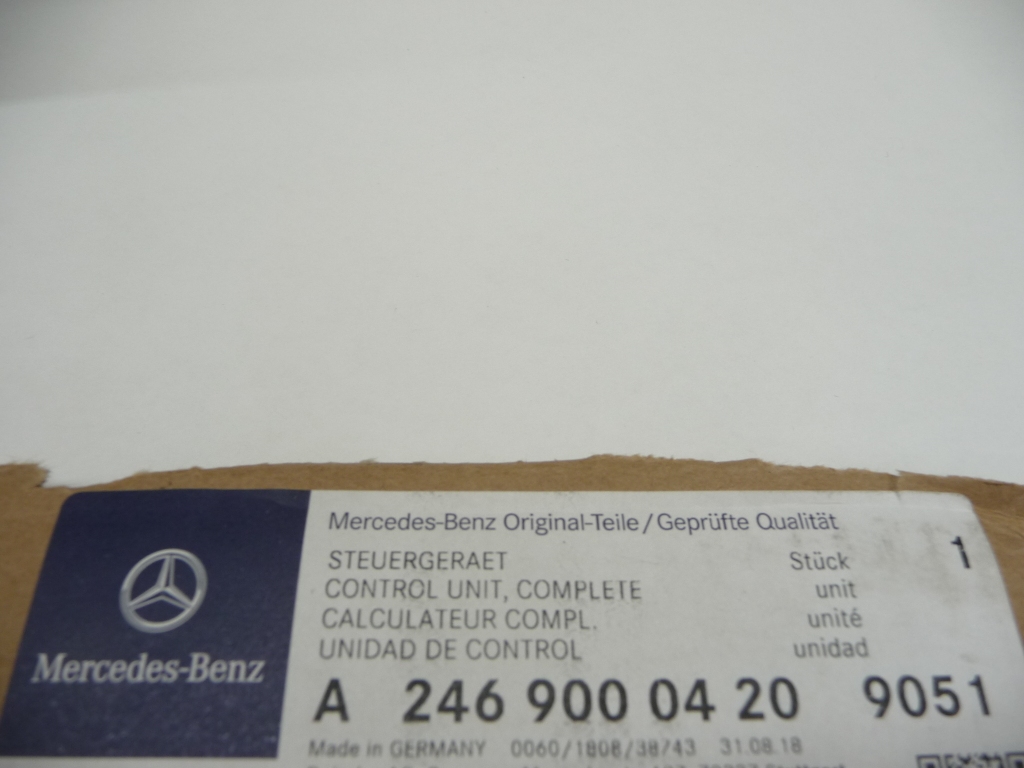 Mercedes-Benz Original-Teile/Geprüfte Qualität
STEUERGERAET Stück 1
CONTROL UNIT, COMPLETE unit
CALCULATEUR COMPL. unité
UNIDAD DE CONTROL unidad
Mercedes-Benz
A 246 900 04 20 9051
Made in GERMANY 0060/1808/38743 31.08.18